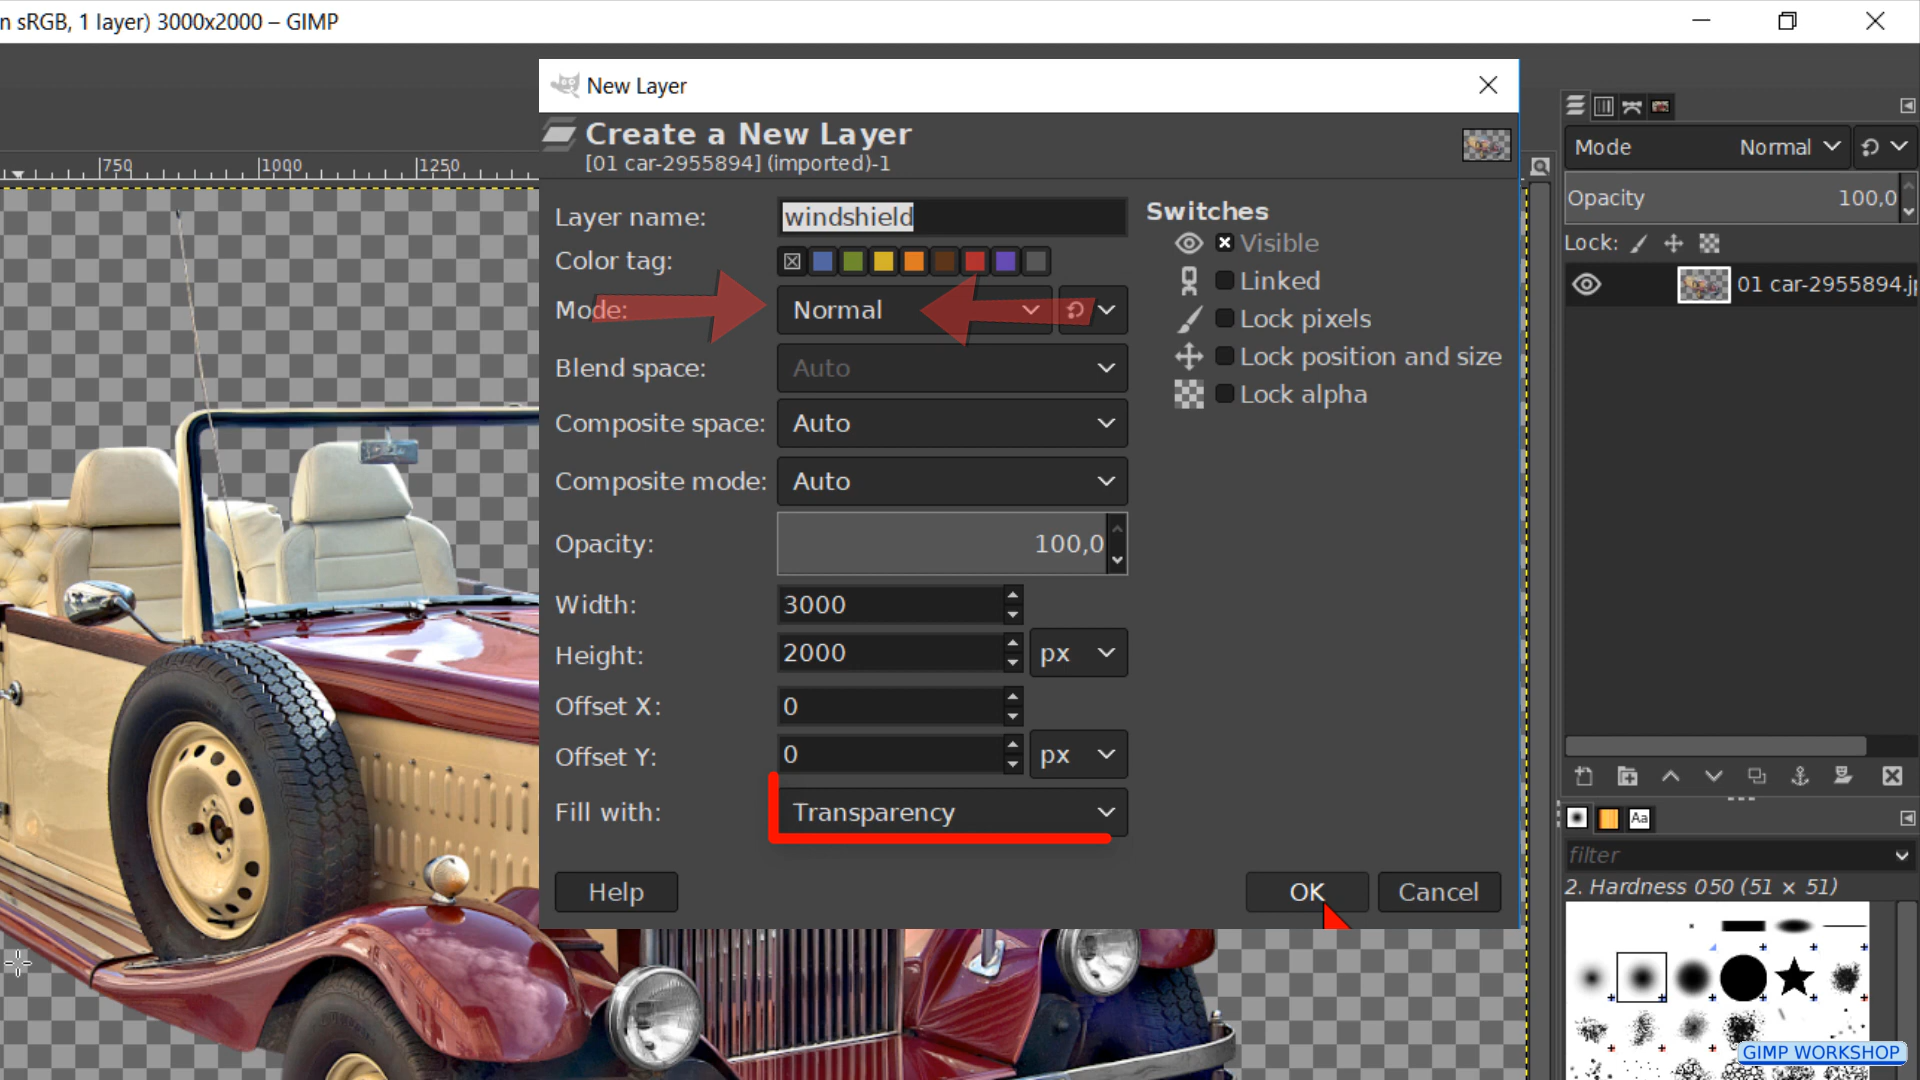 n sRGB, 1 layer) 3000x2000 – GIMP
New Layer
Create a New Layer
[01 car-2955894] (imported)-1
750
1000
1250
Layer name:
windshield
Color tag:
Mode:
Normal
Blend space:
Auto
Composite space:
Auto
Composite mode:
Auto
Opacity:
100,0
Width:
3000
Height:
2000
px
Offset X:
0
Offset Y:
0
px
Fill with:
Transparency
Help
OK
Cancel
Switches
Visible
Linked
Lock pixels
Lock position and size
Lock alpha
Mode
Normal
Opacity
100,0
Lock:
01 car-2955894.j
Aa
filter
2. Hardness 050 (51 × 51)
GIMP WORKSHOP